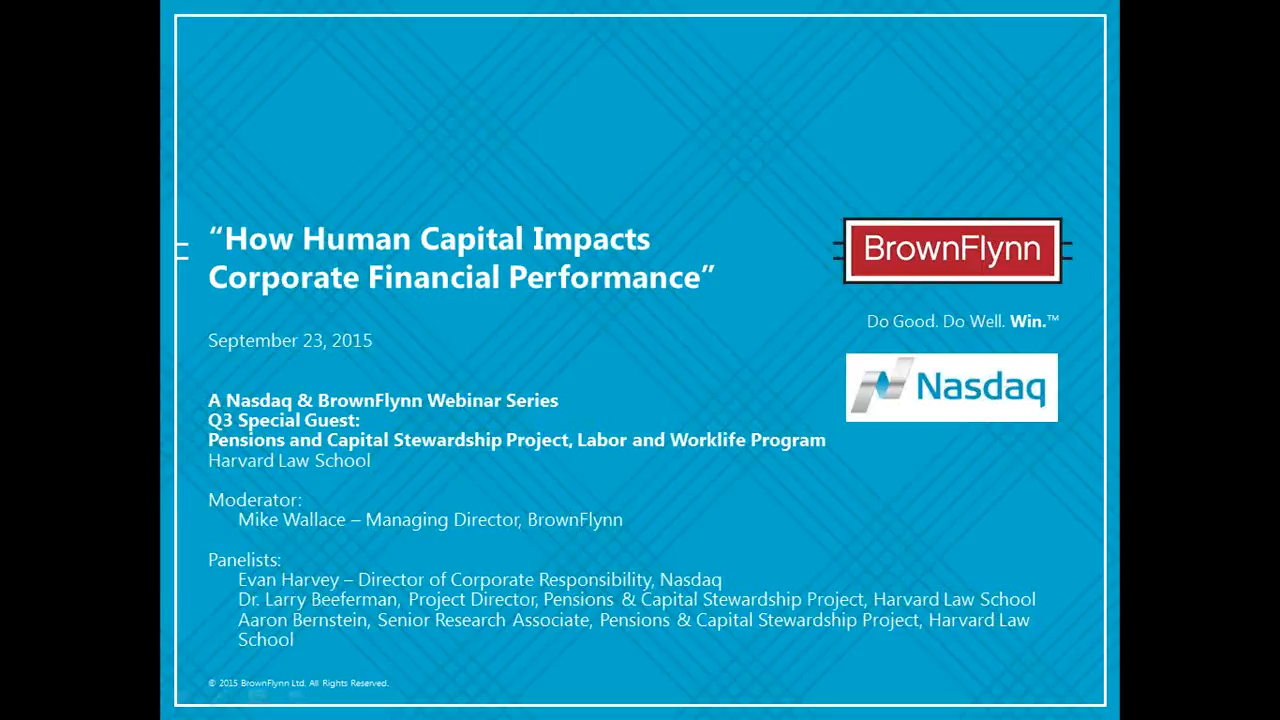 “How Human Capital Impacts
Corporate Financial Performance”
September 23, 2015
A Nasdaq & BrownFlynn Webinar Series
Q3 Special Guest:
Pensions and Capital Stewardship Project, Labor and Worklife Program
Harvard Law School
Moderator:
Mike Wallace – Managing Director, BrownFlynn
Panelists:
Evan Harvey – Director of Corporate Responsibility, Nasdaq
Dr. Larry Beeferman, Project Director, Pensions & Capital Stewardship Project, Harvard Law School
Aaron Bernstein, Senior Research Associate, Pensions & Capital Stewardship Project, Harvard Law
School
© 2015 BrownFlynn Ltd. All Rights Reserved.
BrownFlynn
Do Good. Do Well. Win.™
Nasdaq